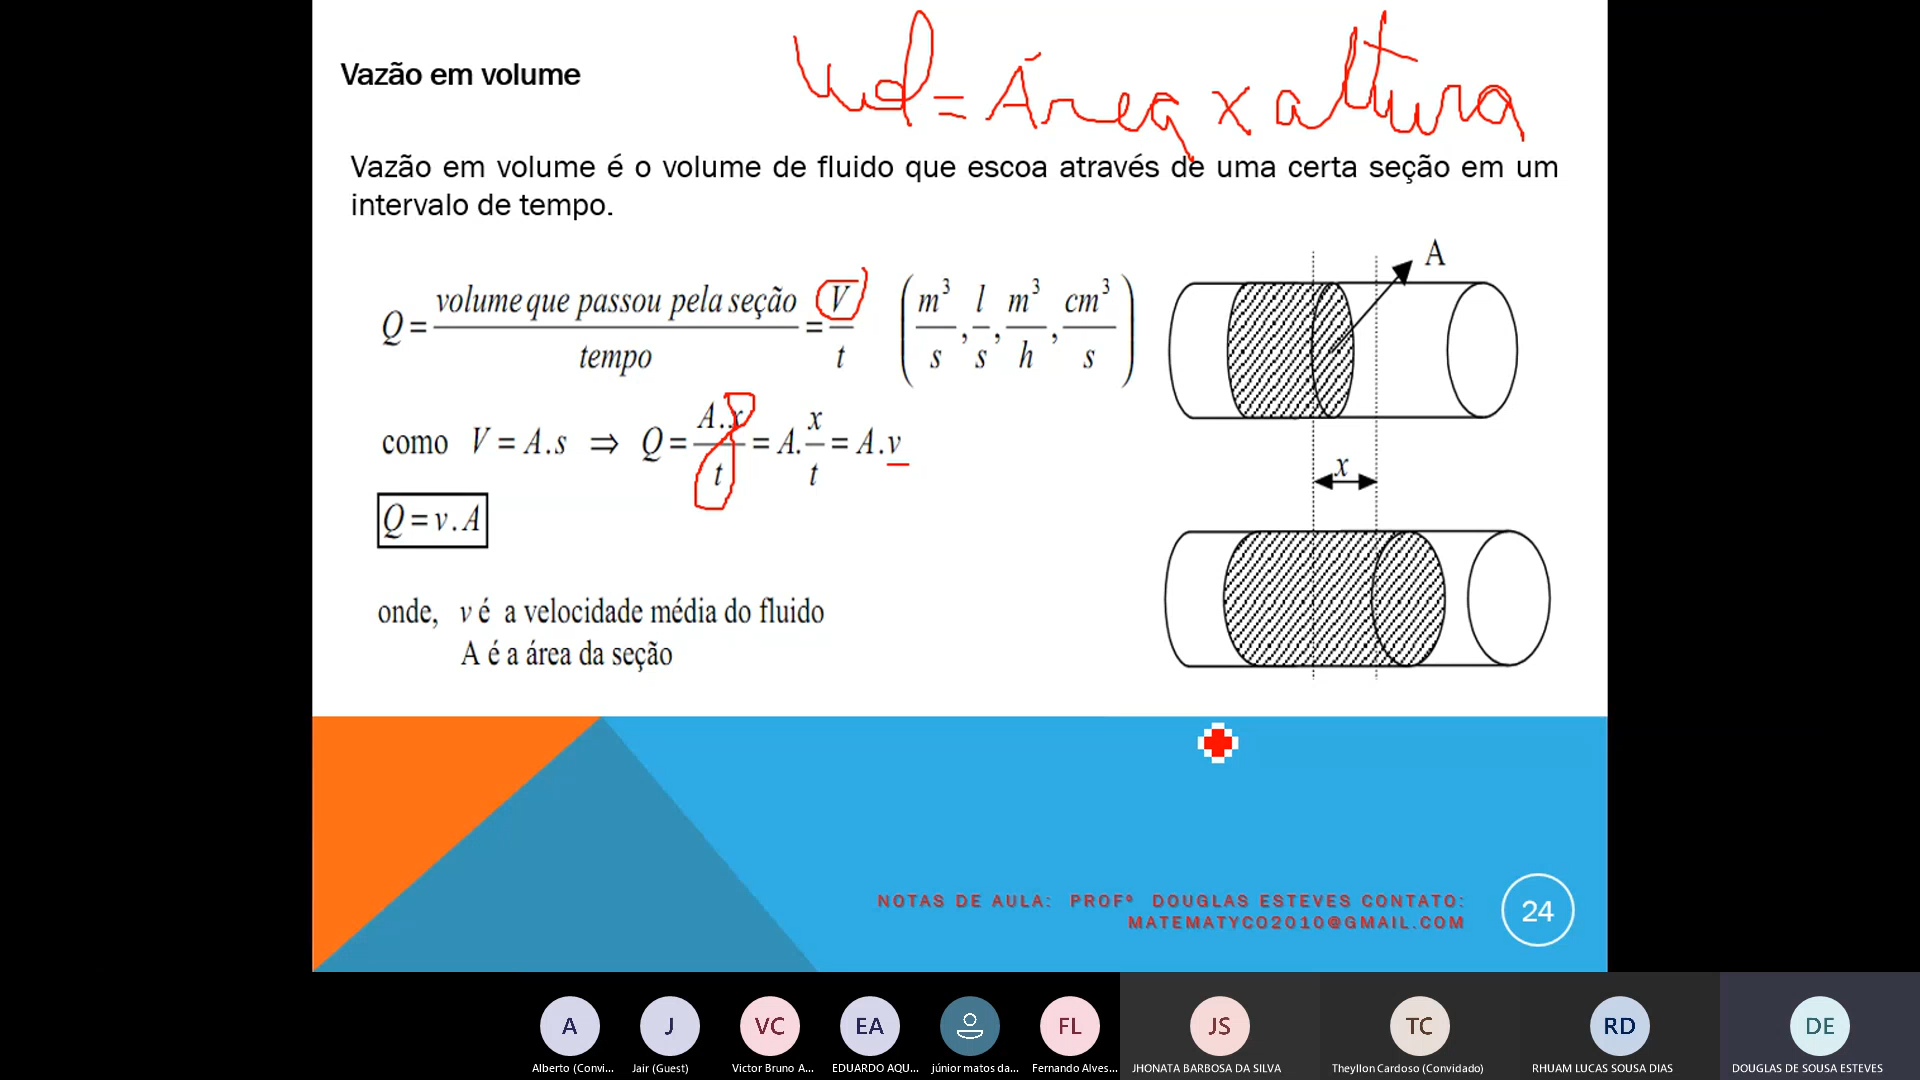 Vol = Área x altura
Vazão em volume
Vazão em volume é o volume de fluido que escoa através de uma certa seção em um
intervalo de tempo.
Q = volume que passou pela seção / tempo = V / t (m³/s, l/s, m³/h, cm³/s)
como V = A.s ⇒ Q = A.x / t = A. x / t = A.v
Q = v.A
onde, v é a velocidade média do fluido
A é a área da seção
A
x
NOTAS DE AULA: PROFº DOUGLAS ESTEVES CONTATO:
MATEMATYCO2010@GMAIL.COM
24
A
J
VC
EA
FL
JS
TC
RD
DE
Alberto (Convi...
Jair (Guest)
Victor Bruno A...
EDUARDO AQU...
júnior matos da...
Fernando Alves...
JHONATA BARBOSA DA SILVA
Theyllon Cardoso (Convidado)
RHUAM LUCAS SOUSA DIAS
DOUGLAS DE SOUSA ESTEVES